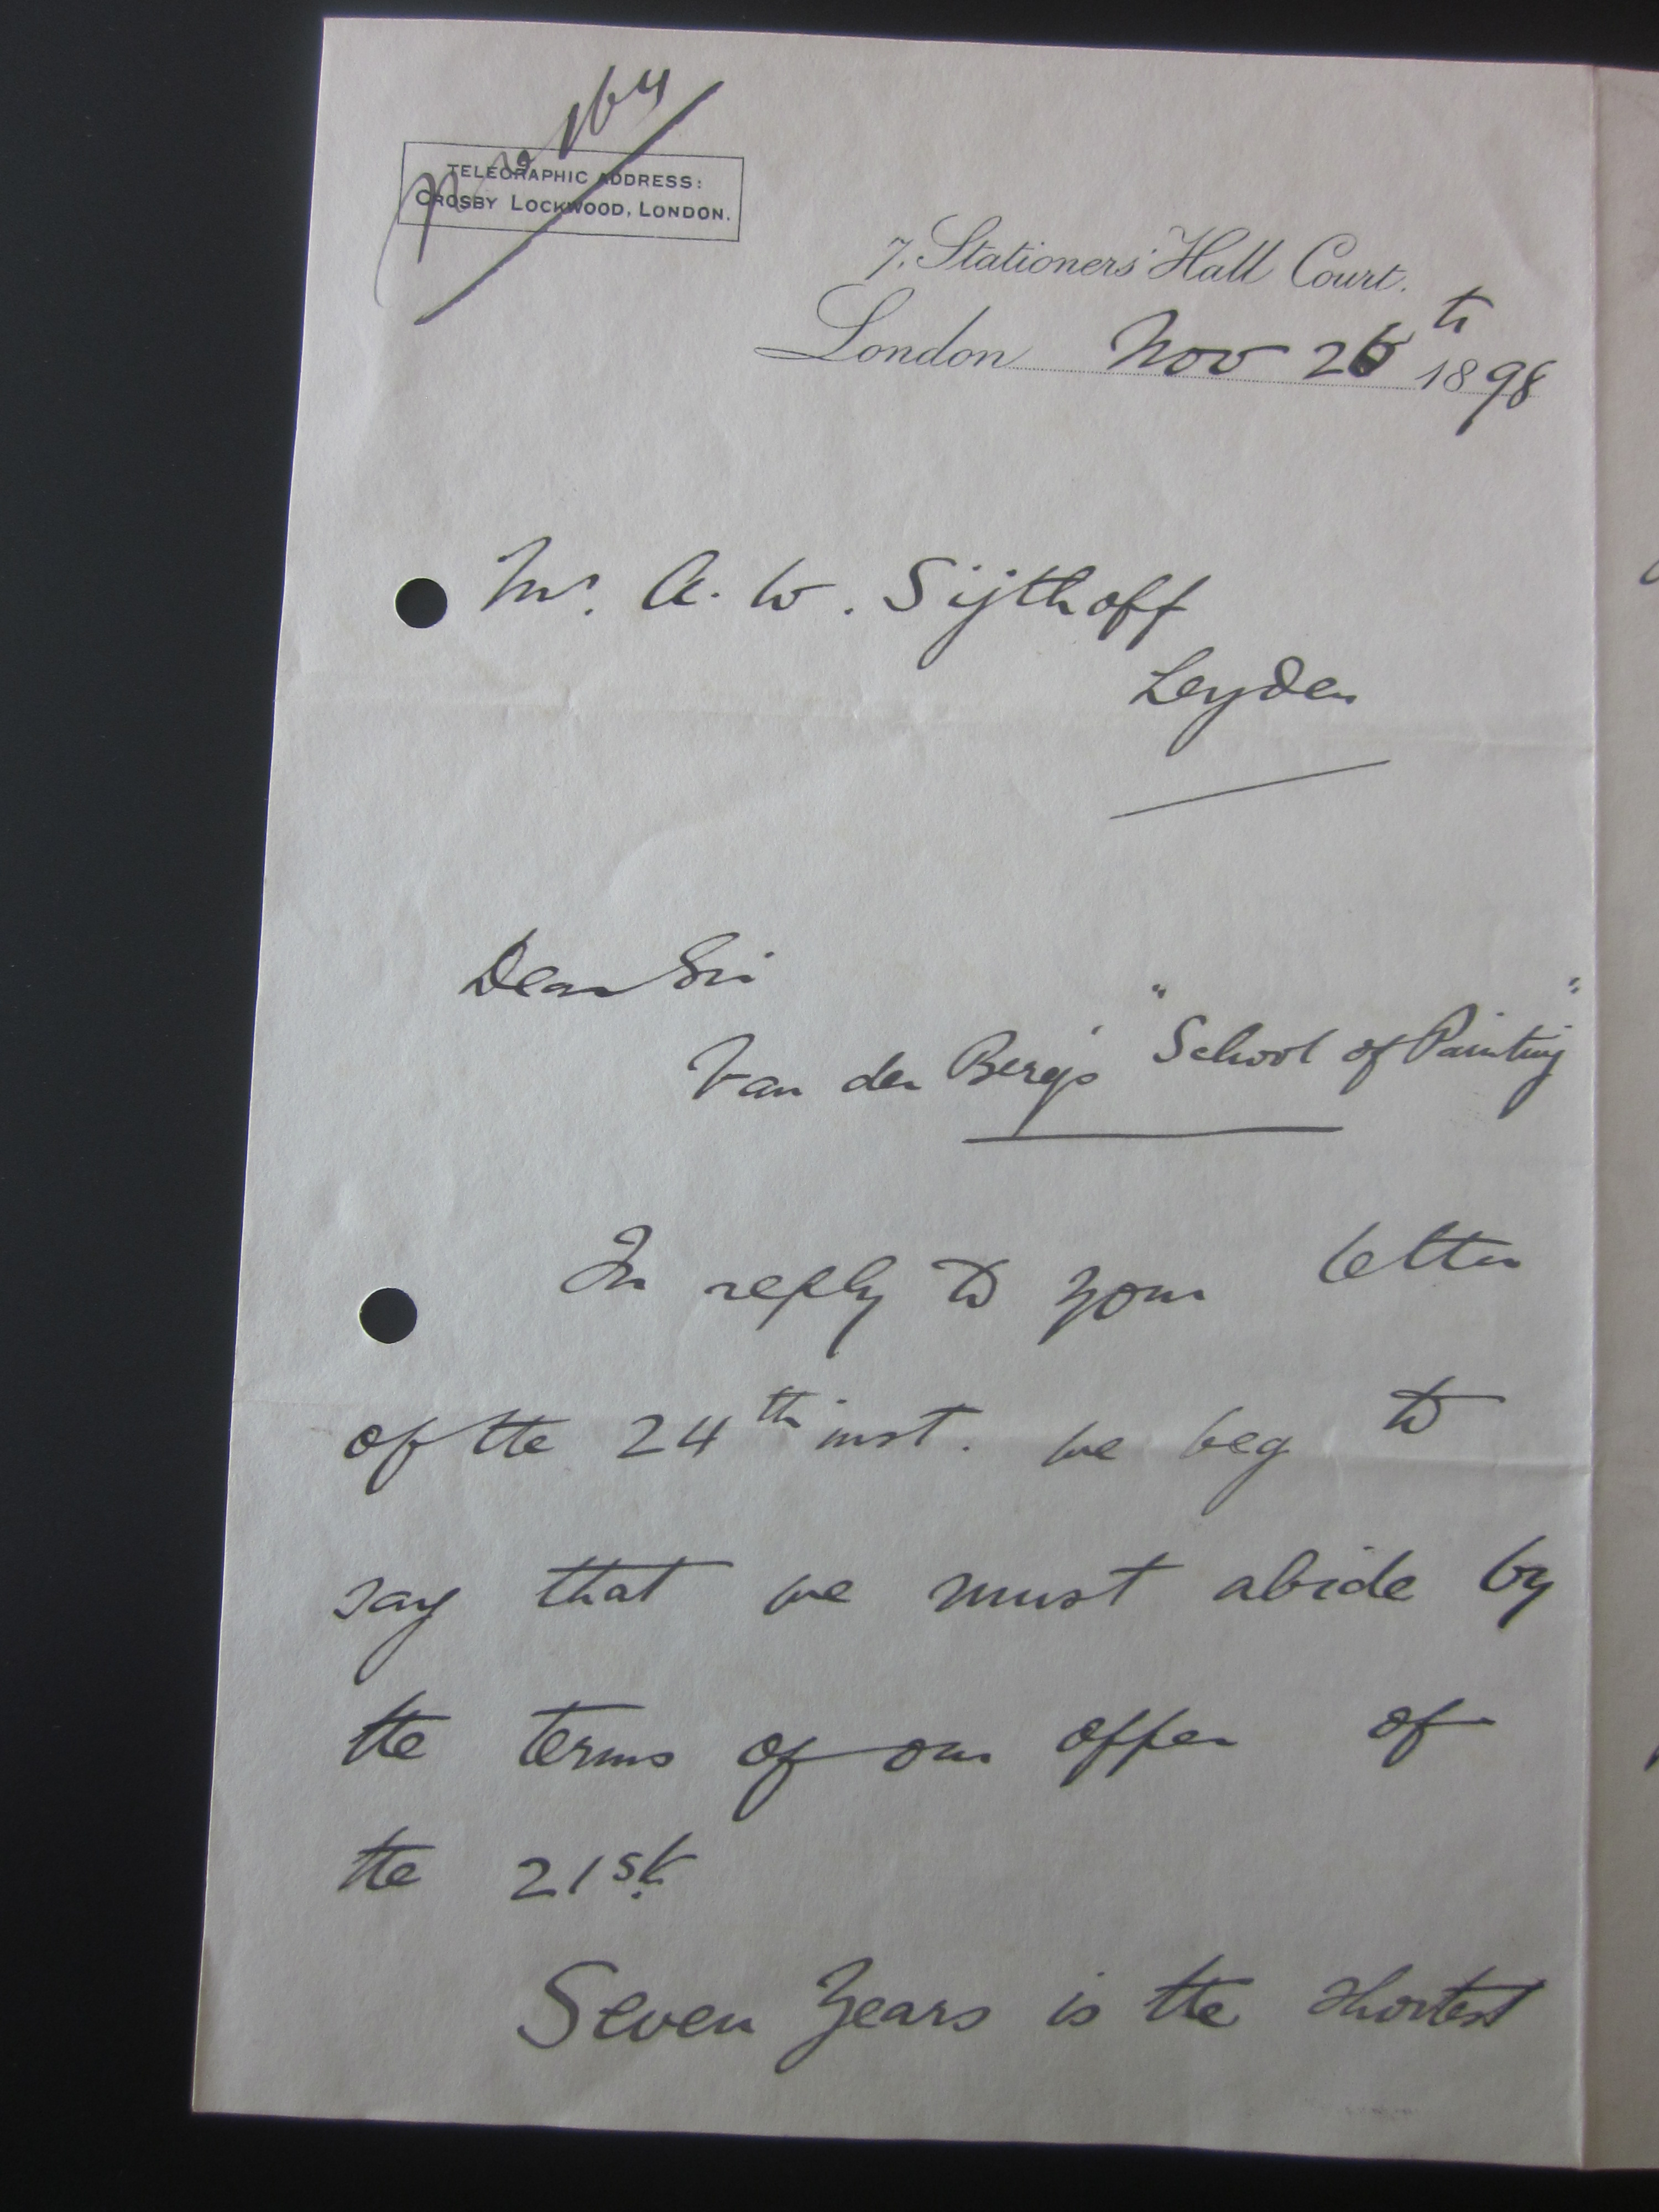 TELEGRAPHIC ADDRESS:
CROSBY LOCKWOOD, LONDON.
7, Stationers' Hall Court.
London Nov 26th 1898
Mr. A. W. Sijthoff
Leyden
Dear Sir
Van der Berg's "School of Painting"
In reply to your letter
of the 24th inst. we beg to
say that we must abide by
the terms of our offer of
the 21st.
Seven Years is the shortest